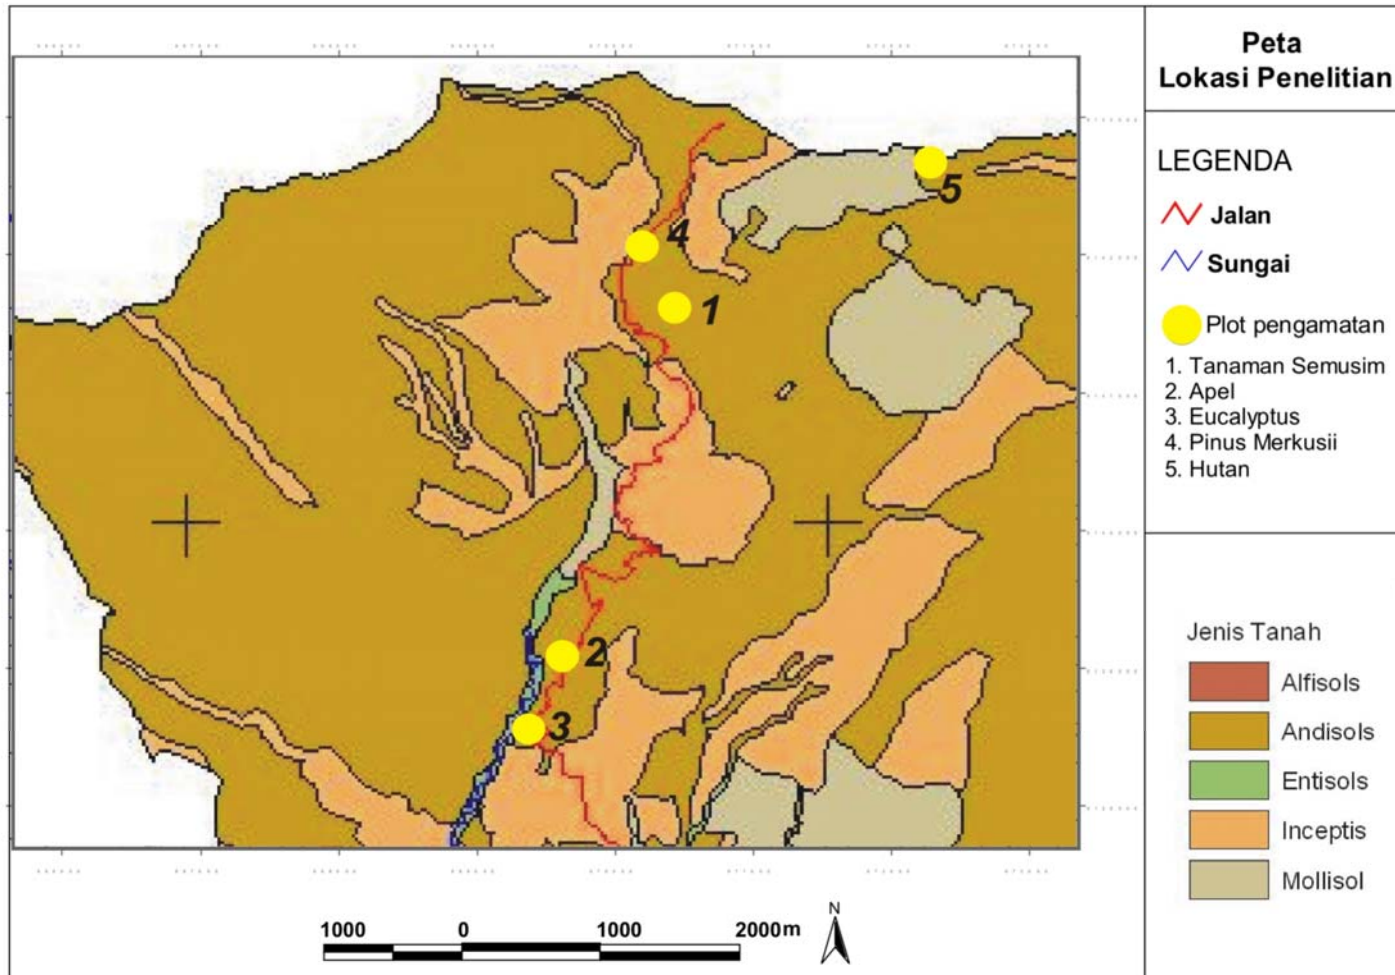 Peta
Lokasi Penelitian
LEGENDA
Jalan
Sungai
Plot pengamatan
1. Tanaman Semusim
2. Apel
3. Eucalyptus
4. Pinus Merkusii
5. Hutan
Jenis Tanah
Alfisols
Andisols
Entisols
Inceptis
Mollisol
5
4
1
2
3
1000 0 1000 2000 m
N